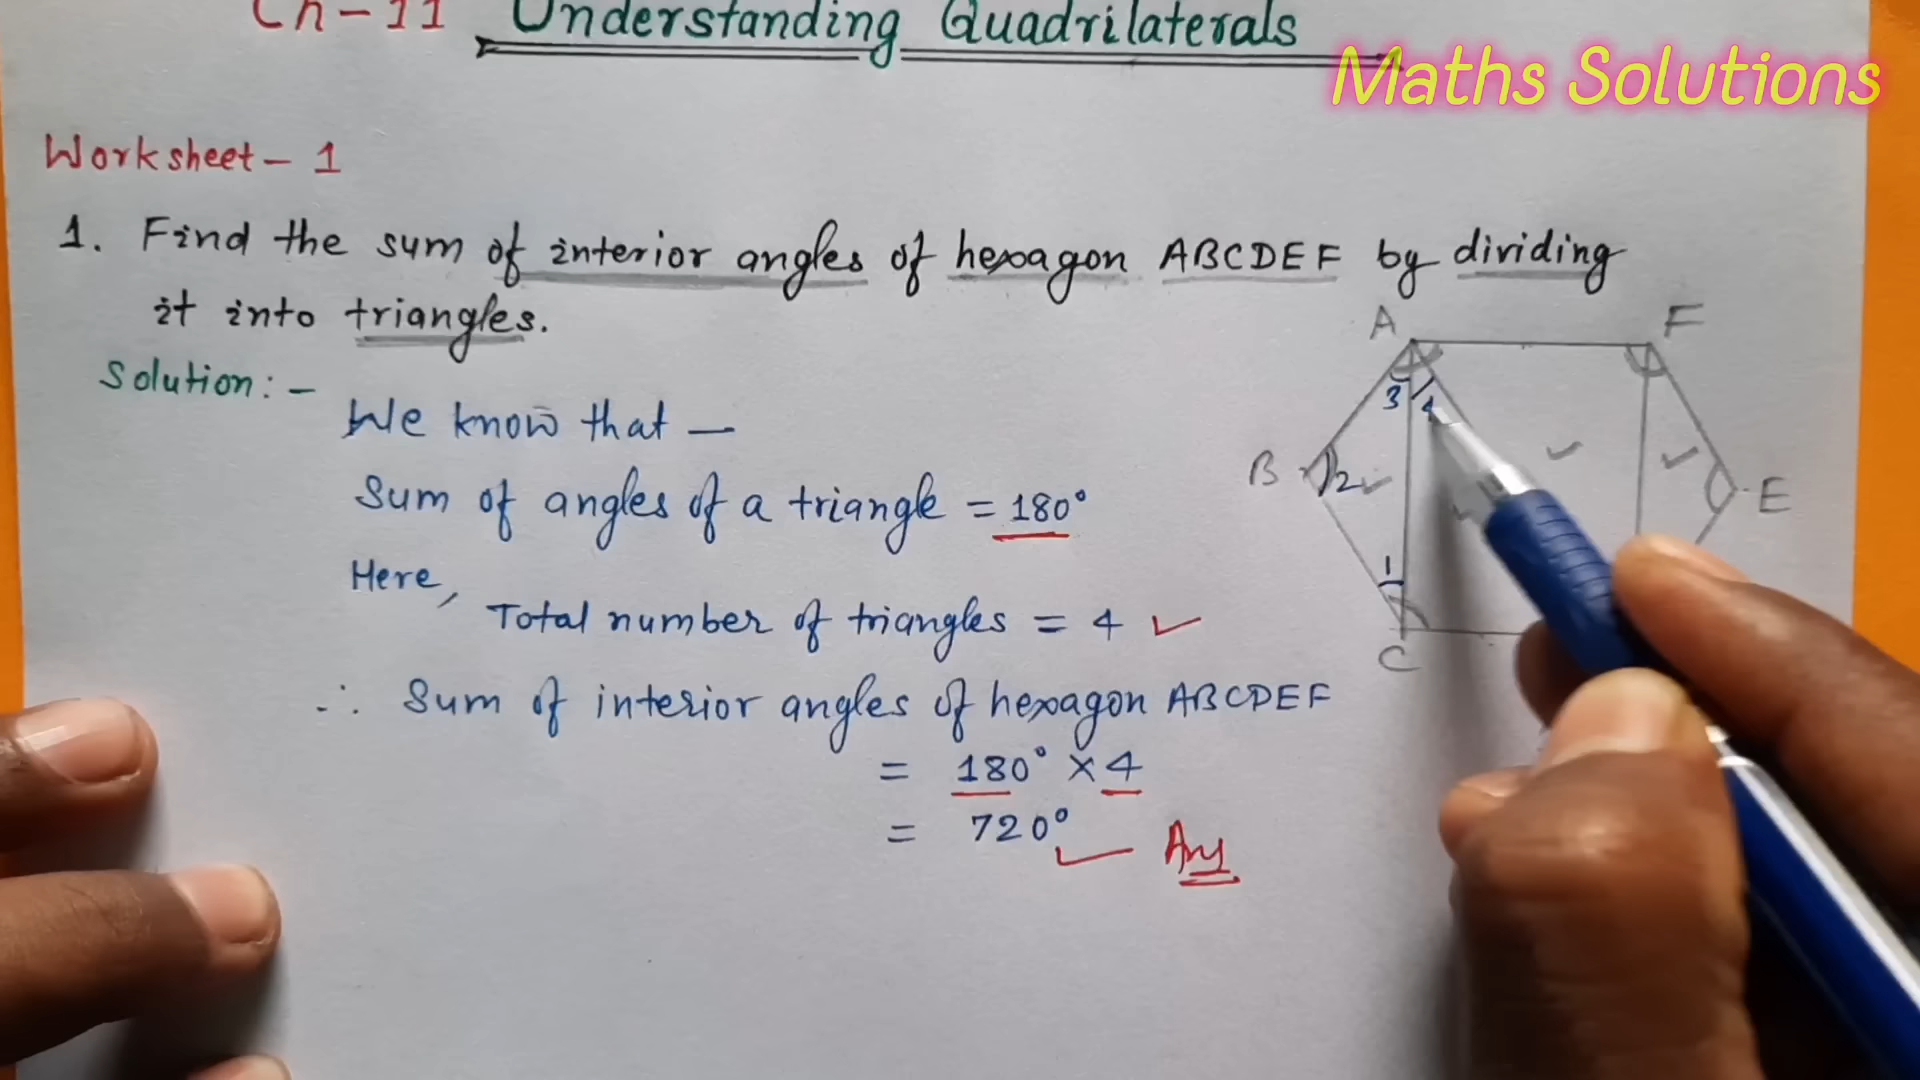 Ch-11 Understanding Quadrilaterals
Maths Solutions
Worksheet - 1
1. Find the sum of interior angles of hexagon ABCDEF by dividing
it into triangles.
Solution:-
We know that —
Sum of angles of a triangle = 180°
Here,
Total number of triangles = 4
∴ Sum of interior angles of hexagon ABCDEF
= 180° × 4
= 720°
Ans
A F
3 4
B 2 E
1
C